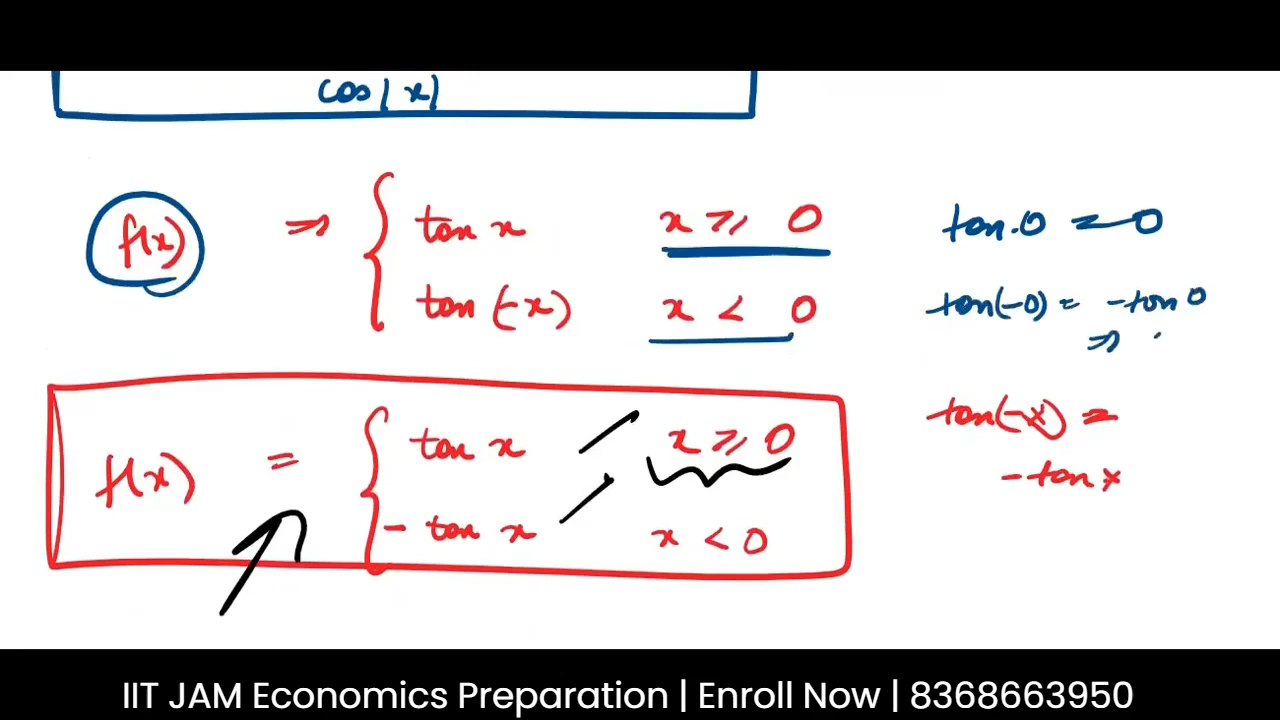 cos|x|
f(x) ⇒ { tan x x ≥ 0
tan (-x) x < 0
tan.0 = 0
tan(-0) = -tan 0
⇒ .
f(x) = { tan x x ≥ 0
- tan x x < 0
tan(-x) =
- tan x
IIT JAM Economics Preparation | Enroll Now | 8368663950